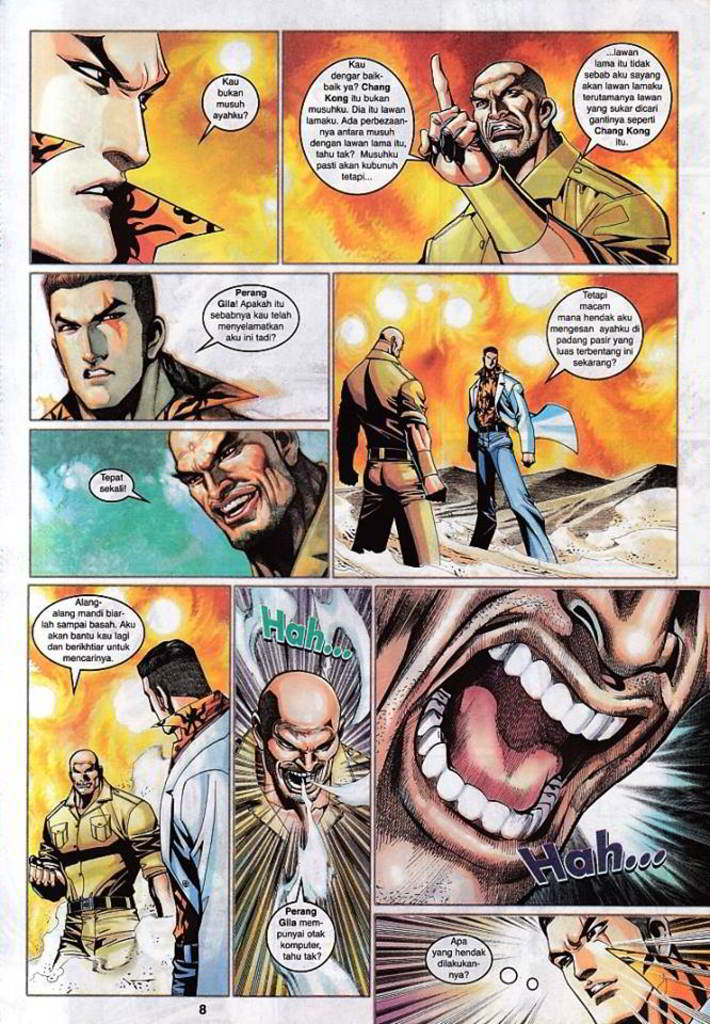 Kau
bukan
musuh
ayahku?
Kau
dengar baik-
baik ya? Chang
Kong itu bukan
musuhku. Dia itu lawan
lamaku. Ada perbezaan-
nya antara musuh
dengan lawan lama itu,
tahu tak? Musuhku
pasti akan kubunuh
tetapi...
...lawan
lama itu tidak
sebab aku sayang
akan lawan lamaku
terutamanya lawan
yang sukar dicari
gantinya seperti
Chang Kong
itu.
Perang
Gila! Apakah itu
sebabnya kau telah
menyelamatkan
aku ini tadi?
Tetapi
macam
mana hendak aku
mengesan ayahku di
padang pasir yang
luas terbentang ini
sekarang?
Tepat
sekali!
Alang-
alang mandi biar-
lah sampai basah. Aku
akan bantu kau lagi
dan berikhtiar untuk
mencarinya.
Hah...
Perang
Gila mem-
punyai otak
komputer,
tahu tak?
Hah...
Apa
yang hendak
dilakukan-
nya?
8